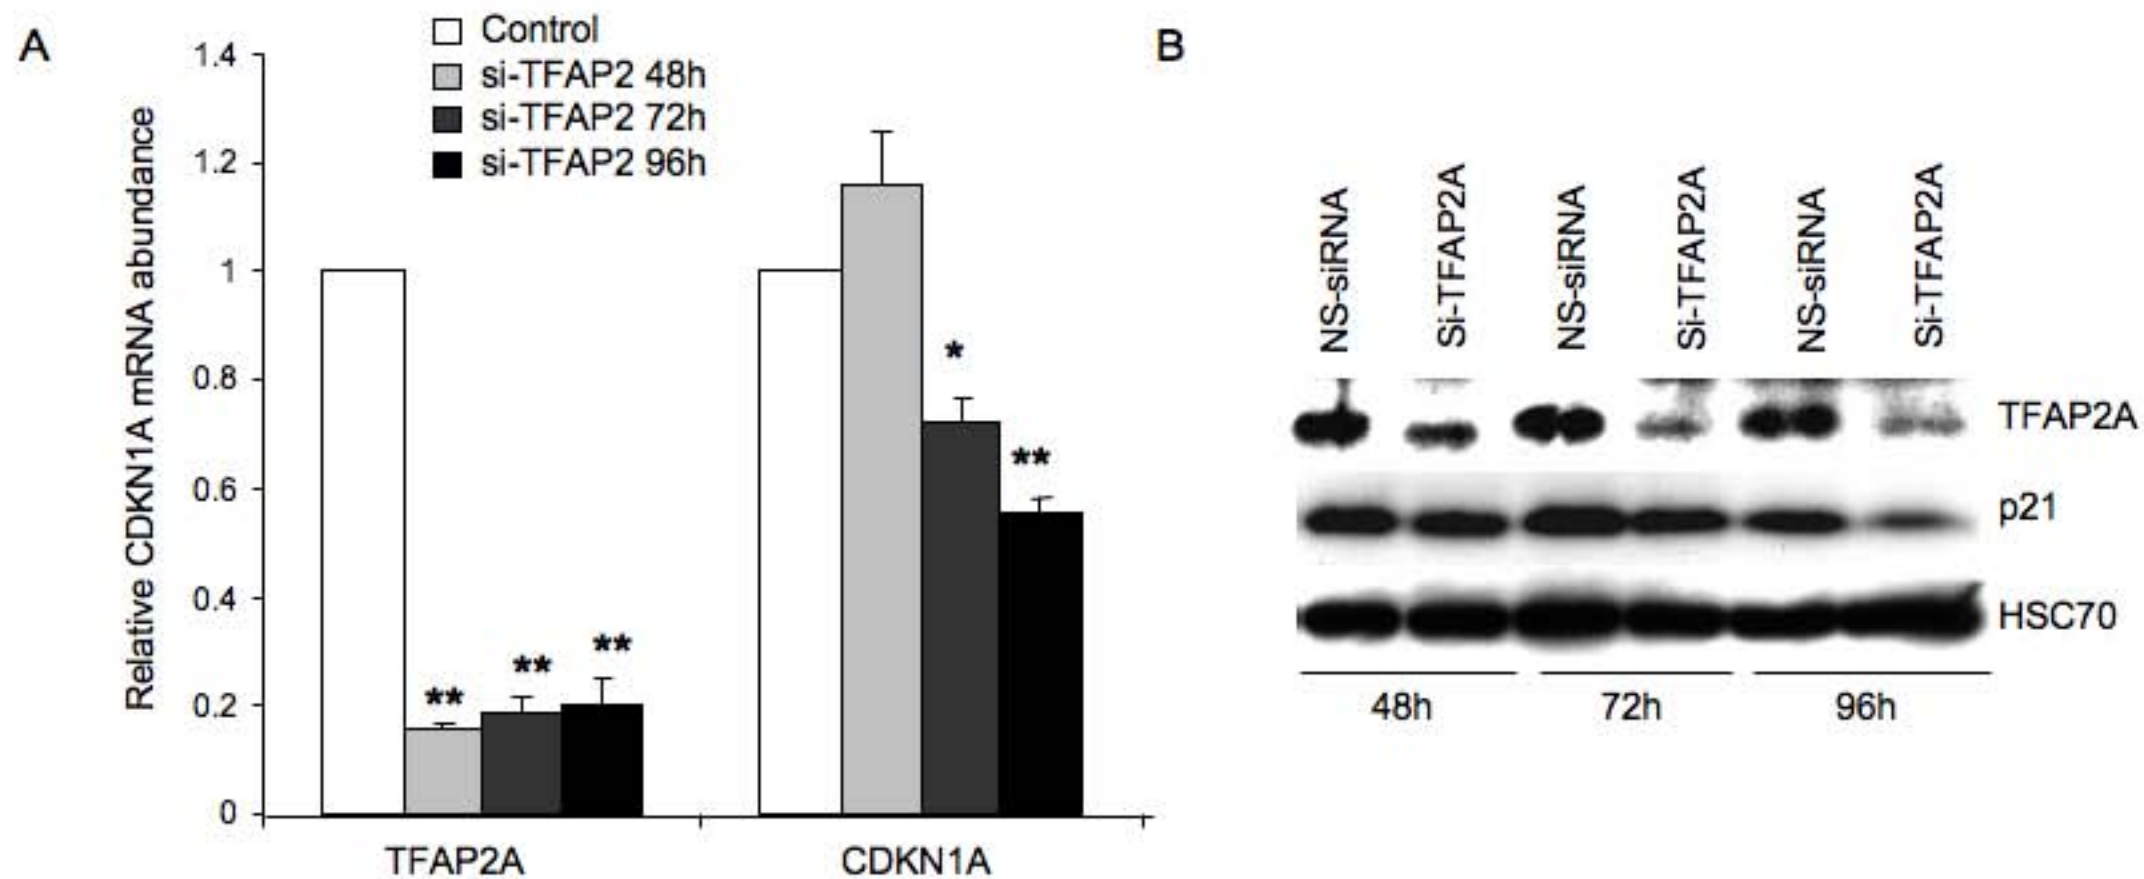 A
B
Control
si-TFAP2 48h
si-TFAP2 72h
si-TFAP2 96h
Relative CDKN1A mRNA abundance
1.4
1.2
1
0.8
0.6
0.4
0.2
0
*
**
**
**
**
TFAP2A
CDKN1A
NS-siRNA
Si-TFAP2A
NS-siRNA
Si-TFAP2A
NS-siRNA
Si-TFAP2A
TFAP2A
p21
HSC70
48h
72h
96h